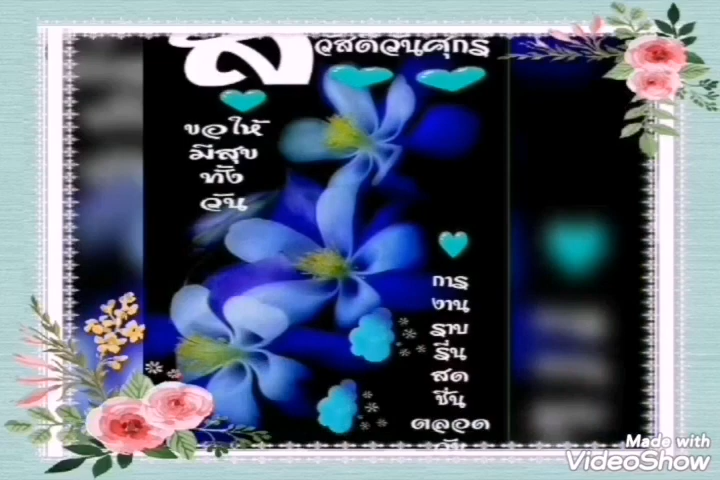 สวัสดีวันศุกร์
ขอให้
มีสุข
ทั้ง
วัน
การ
งาน
ราบ
รื่น
สด
ชื่น
ตลอด
วัน
Made with
VideoShow